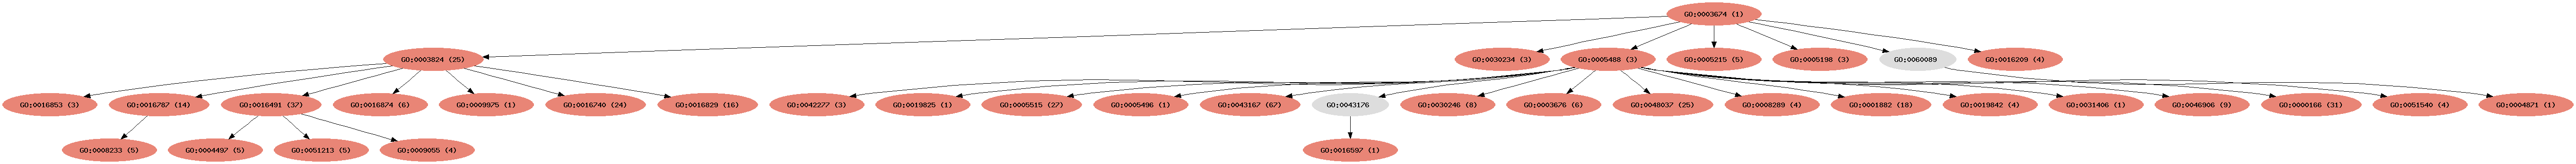 GO:0003674 (1)
GO:0003824 (25)
GO:0030234 (3)
GO:0005488 (3)
GO:0005215 (5)
GO:0005198 (3)
GO:0060089
GO:0016209 (4)
GO:0016853 (3)
GO:0016787 (14)
GO:0016491 (37)
GO:0016874 (6)
GO:0009975 (1)
GO:0016740 (24)
GO:0016829 (16)
GO:0042277 (3)
GO:0019825 (1)
GO:0005515 (27)
GO:0005496 (1)
GO:0043167 (67)
GO:0043176
GO:0030246 (8)
GO:0003676 (6)
GO:0048037 (25)
GO:0008289 (4)
GO:0001882 (18)
GO:0019842 (4)
GO:0031406 (1)
GO:0046906 (9)
GO:0000166 (31)
GO:0051540 (4)
GO:0004871 (1)
GO:0008233 (5)
GO:0004497 (5)
GO:0051213 (5)
GO:0009055 (4)
GO:0016597 (1)